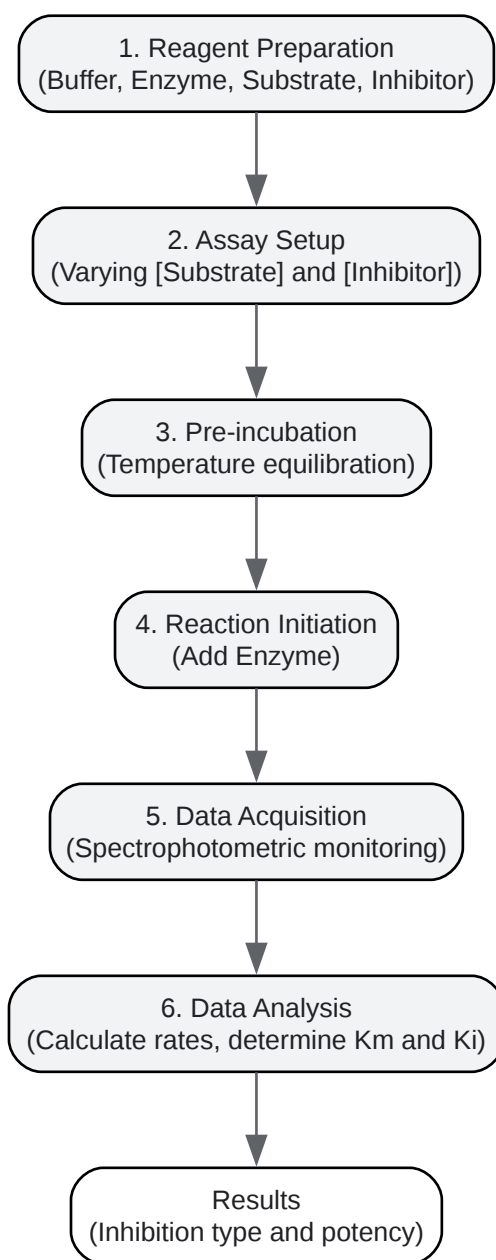 1. Reagent Preparation
(Buffer, Enzyme, Substrate, Inhibitor)
2. Assay Setup
(Varying [Substrate] and [Inhibitor])
3. Pre-incubation
(Temperature equilibration)
4. Reaction Initiation
(Add Enzyme)
5. Data Acquisition
(Spectrophotometric monitoring)
6. Data Analysis
(Calculate rates, determine Km and Ki)
Results
(Inhibition type and potency)